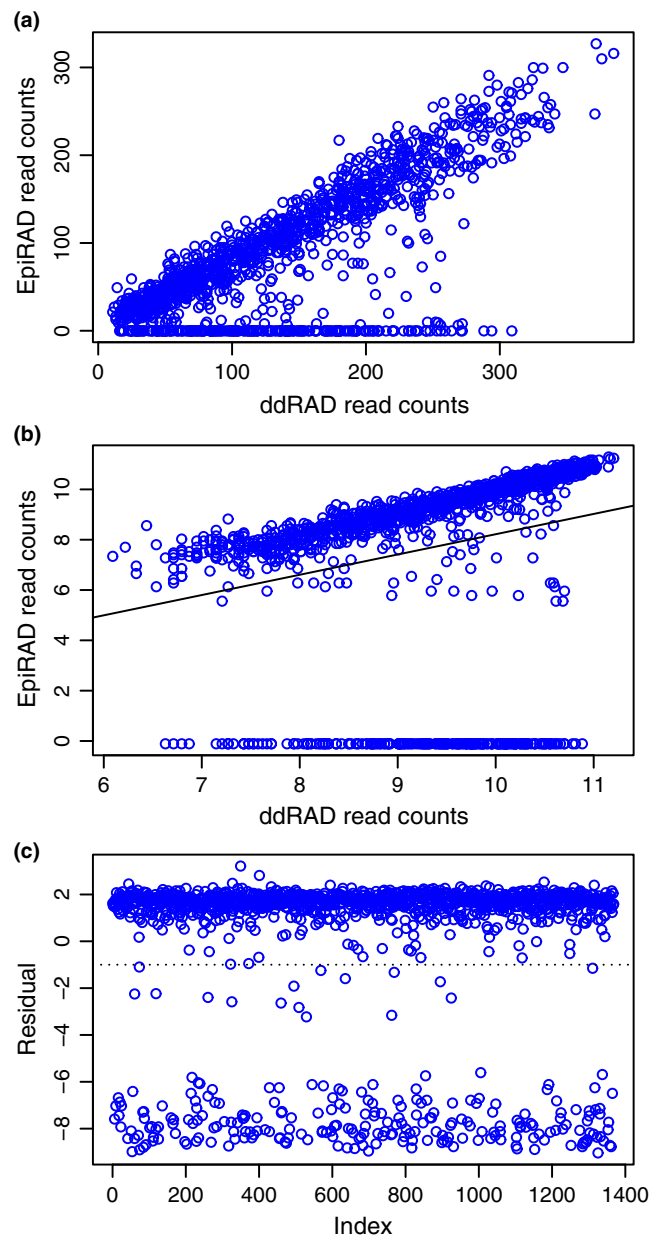 (a)
300
200
100
0
EpiRAD read counts
0 100 200 300
ddRAD read counts
(b)
10
8
6
4
2
0
EpiRAD read counts
6 7 8 9 10 11
ddRAD read counts
(c)
2
0
−2
−4
−6
−8
Residual
0 200 400 600 800 1000 1200 1400
Index